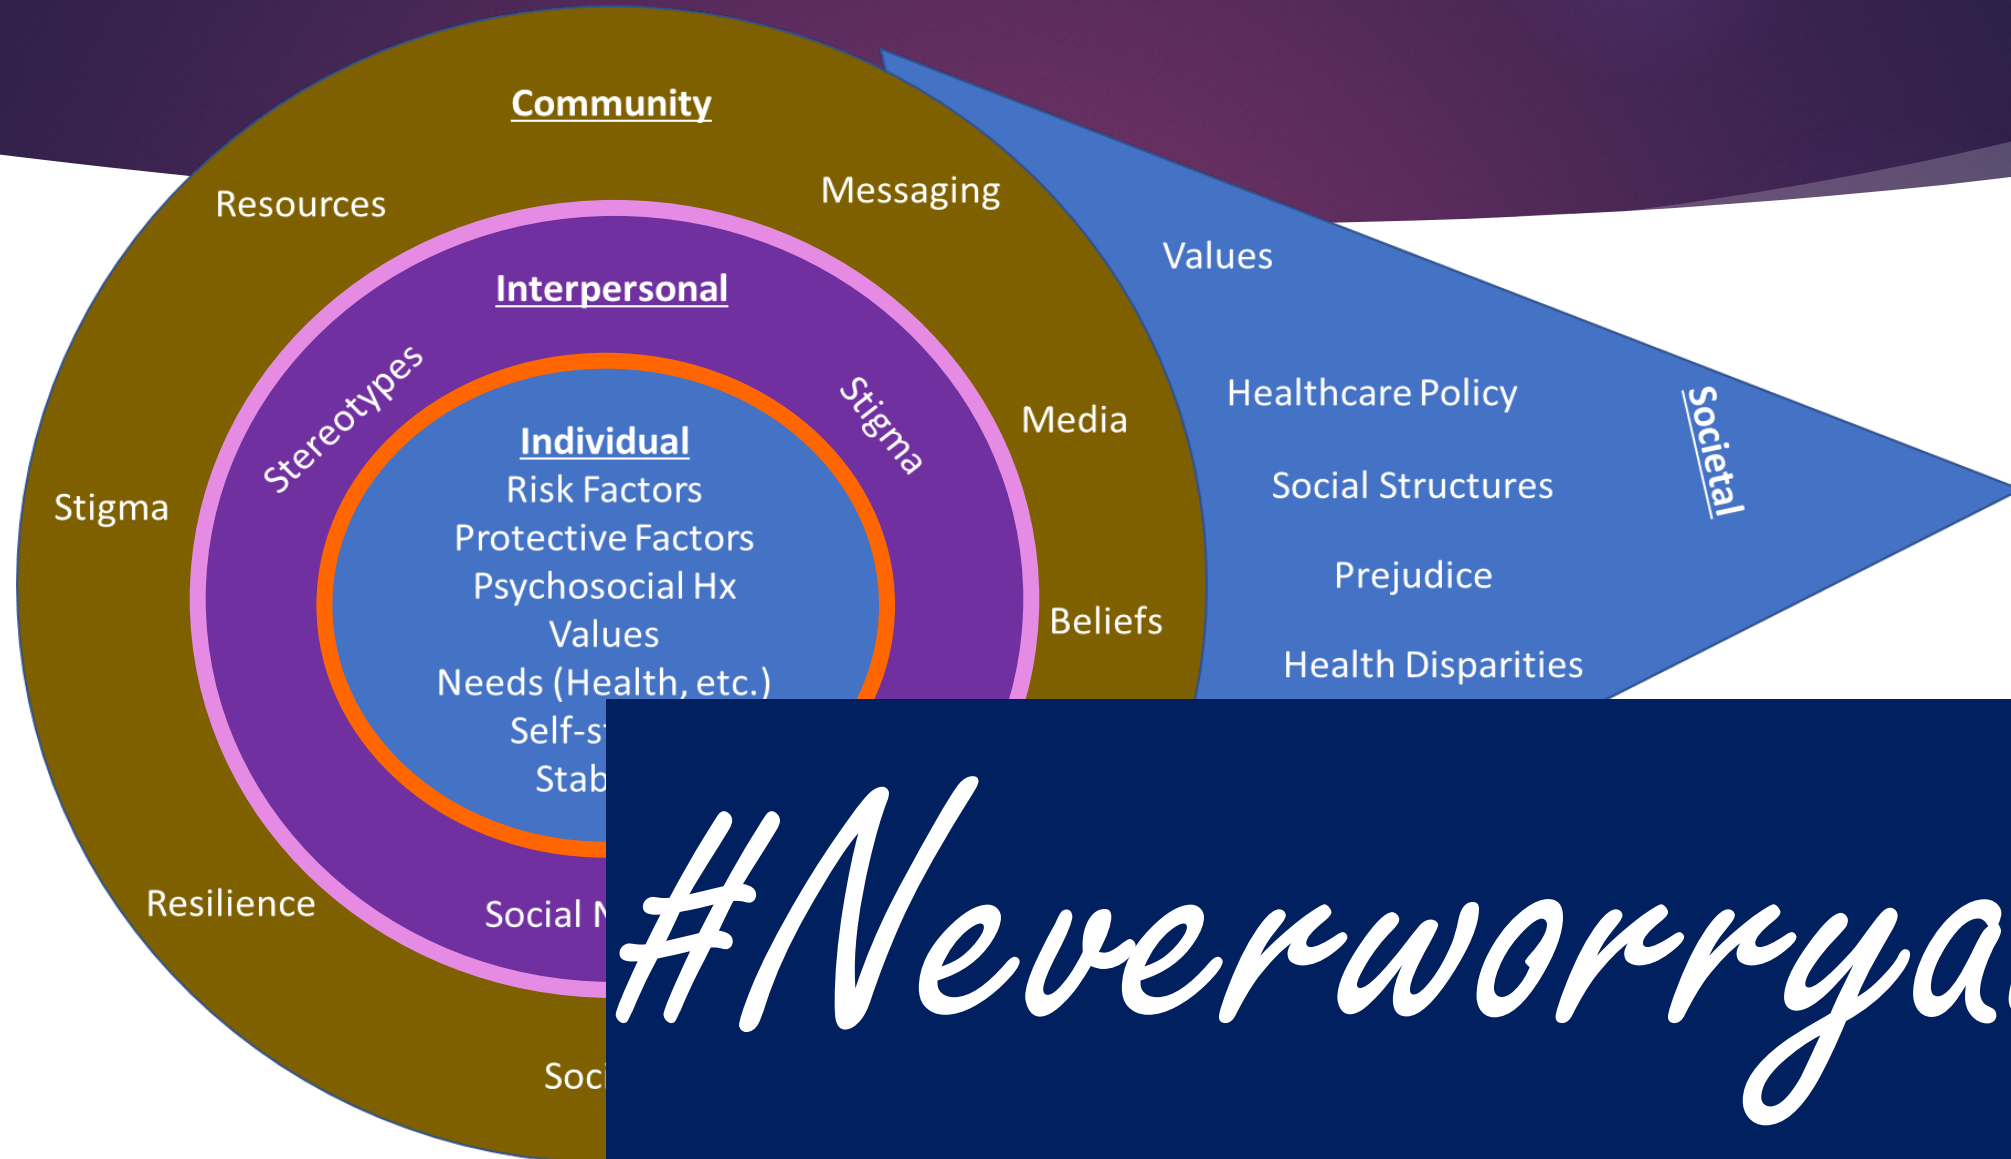 Community
Resources
Messaging
Values
Interpersonal
Stereotypes
Stigma
Healthcare Policy
Societal
Media
Individual
Risk Factors
Protective Factors
Psychosocial Hx
Values
Needs (Health, etc.)
Stigma
Social Structures
Prejudice
Beliefs
Health Disparities
Resilience
Social
#Neverworrya